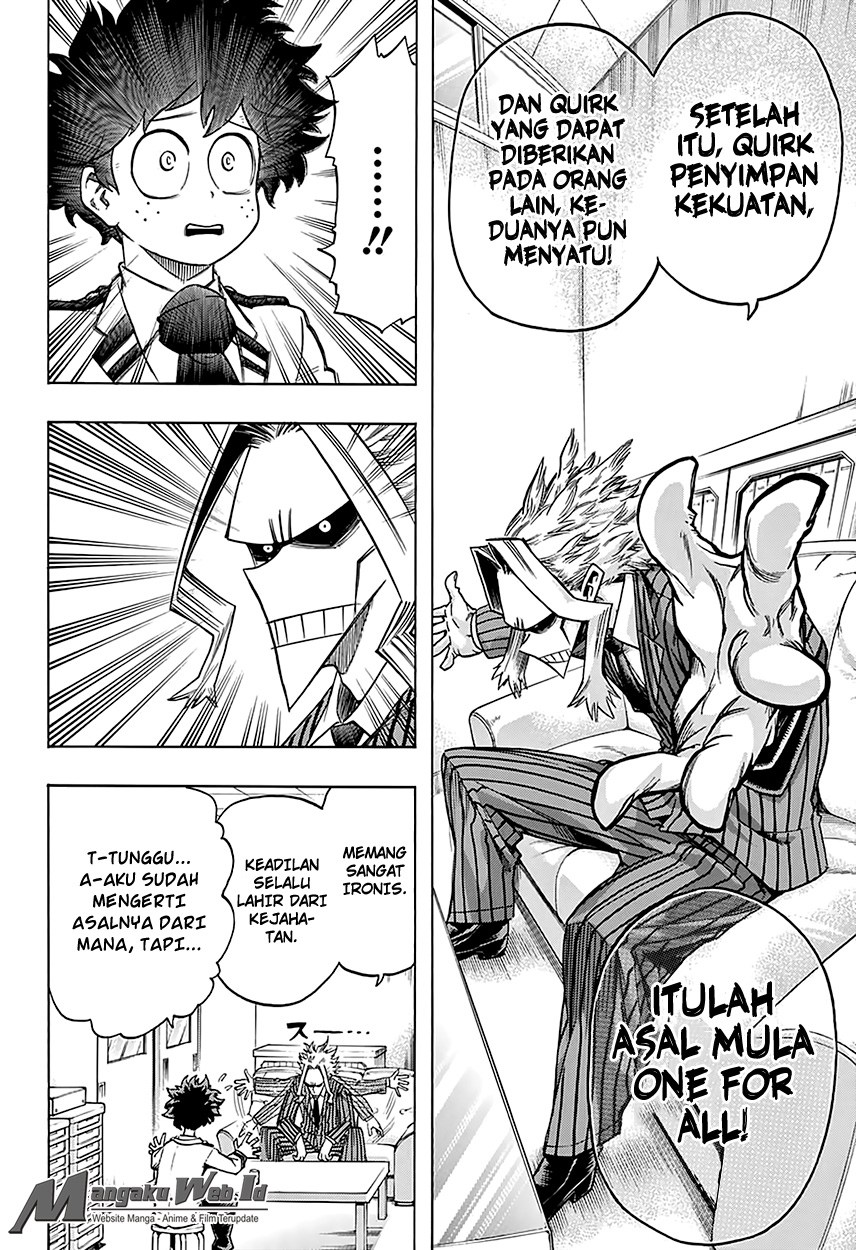 SETELAH
ITU, QUIRK
PENYIMPAN
KEKUATAN,
DAN QUIRK
YANG DAPAT
DIBERIKAN
PADA ORANG
LAIN, KE-
DUANYA PUN
MENYATU!
ITULAH
ASAL MULA
ONE FOR
ALL!
......!!
MEMANG
SANGAT
IRONIS.
KEADILAN
SELALU
LAHIR DARI
KEJAHA-
TAN.
T-TUNGGU...
A-AKU SUDAH
MENGERTI
ASALNYA DARI
MANA, TAPI...
スー…
Mangaku.Web.Id
Website Manga - Anime & Film Terupdate